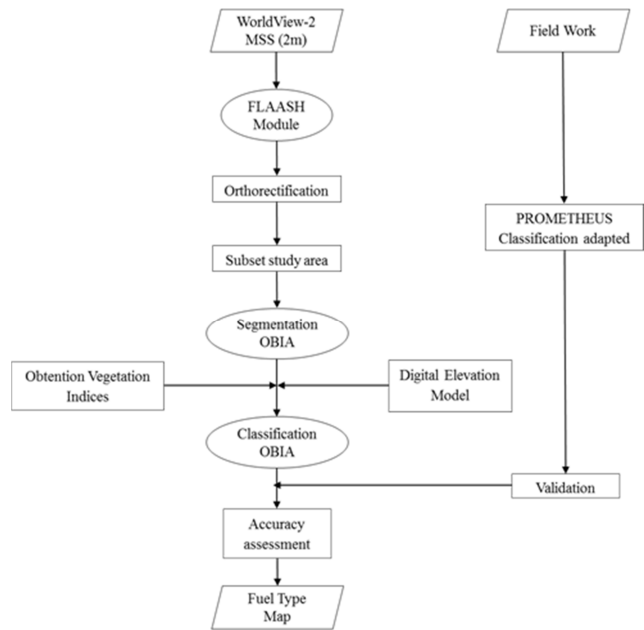 WorldView-2
MSS (2m)
Field Work
FLAASH
Module
Orthorectification
PROMETHEUS
Classification adapted
Subset study area
Segmentation
OBIA
Obtention Vegetation
Indices
Digital Elevation
Model
Classification
OBIA
Validation
Accuracy
assessment
Fuel Type
Map